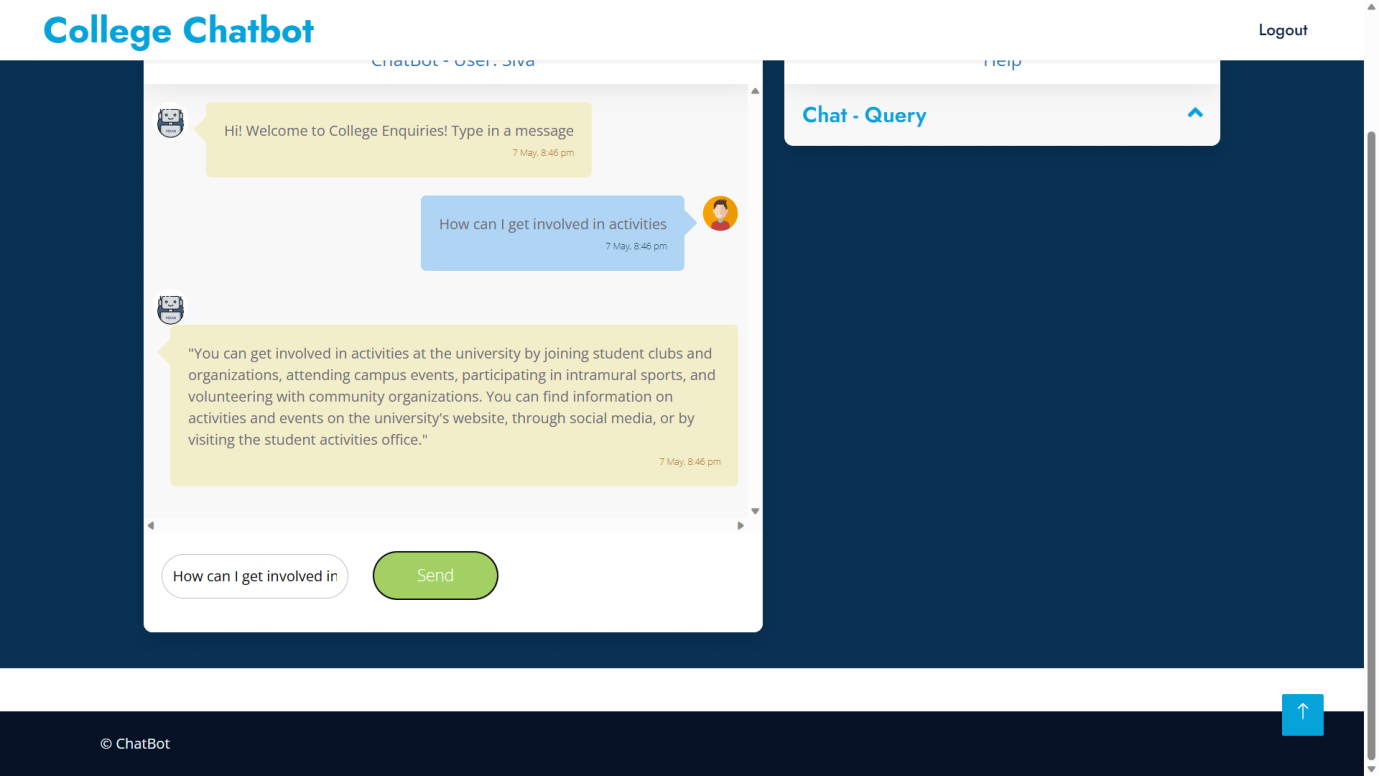 College Chatbot
Logout
ChatBot - User: Siva
Help
Hi! Welcome to College Enquiries! Type in a message
7 May, 8:46 pm
Chat - Query
How can I get involved in activities
7 May, 8:46 pm
"You can get involved in activities at the university by joining student clubs and
organizations, attending campus events, participating in intramural sports, and
volunteering with community organizations. You can find information on
activities and events on the university's website, through social media, or by
visiting the student activities office."
7 May, 8:46 pm
How can I get involved in
Send
© ChatBot